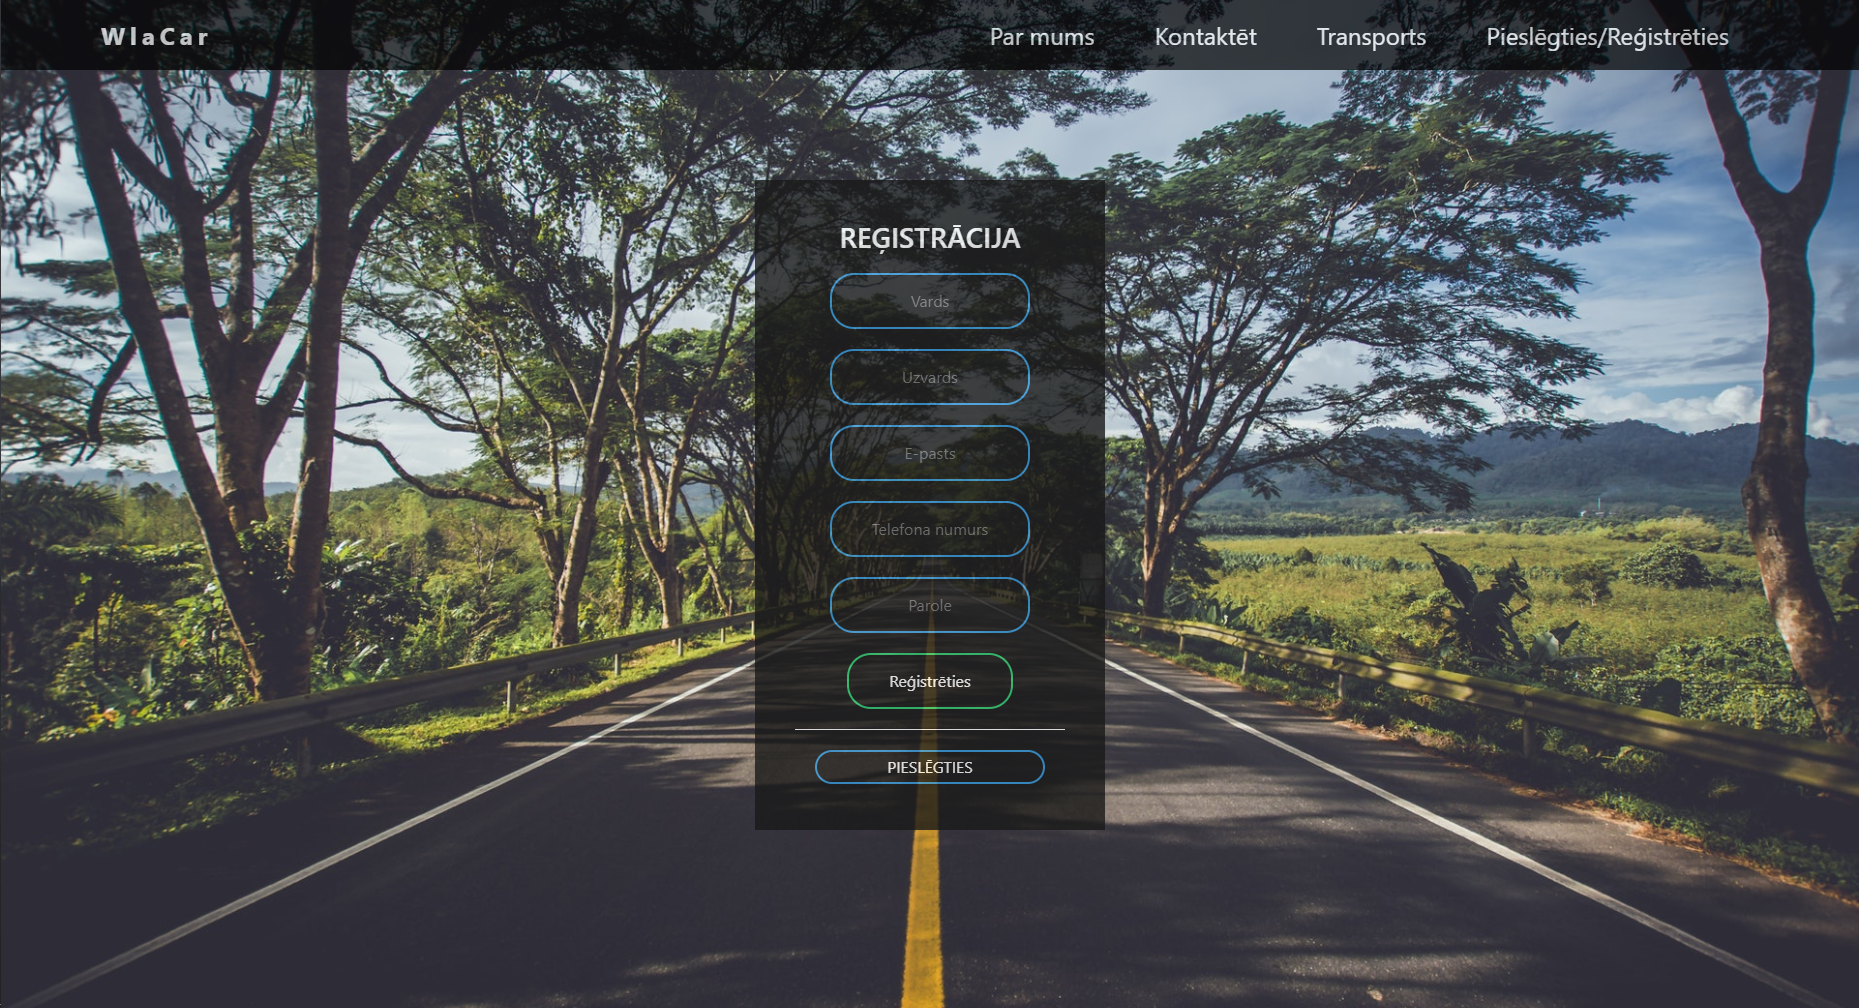 WlaCar
Par mums
Kontaktēt
Transports
Pieslēgties/Reģistrēties
REĢISTRĀCIJA
Vards
Uzvards
E-pasts
Telefona numurs
Parole
Reģistrēties
PIESLĒGTIES